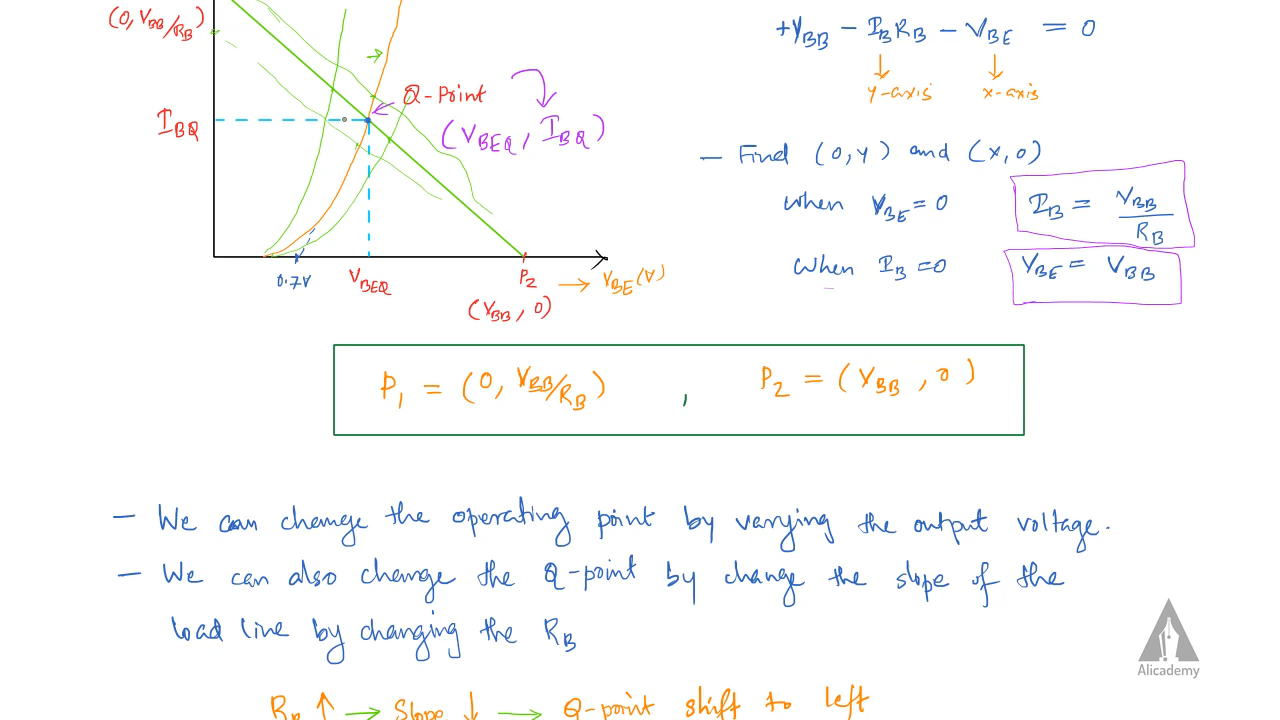 (0, VBB/RB)
IBQ
Q-Point
(VBEQ, IBQ)
0.7V
VBEQ
P2
(VBB, 0)
→ VBE(V)
+VBB - IBRB - VBE = 0
↓ ↓
y-axis x-axis
- Find (0,Y) and (X,0)
When VBE = 0 IB = VBB/RB
When IB = 0 VBE = VBB
P1 = (0, VBB/RB) , P2 = (VBB, 0)
- We can change the operating point by varying the output voltage.
- We can also change the Q-point by change the slope of the
load line by changing the RB
RB ↑ → Slope ↓ → Q-point shift to left
Alicademy